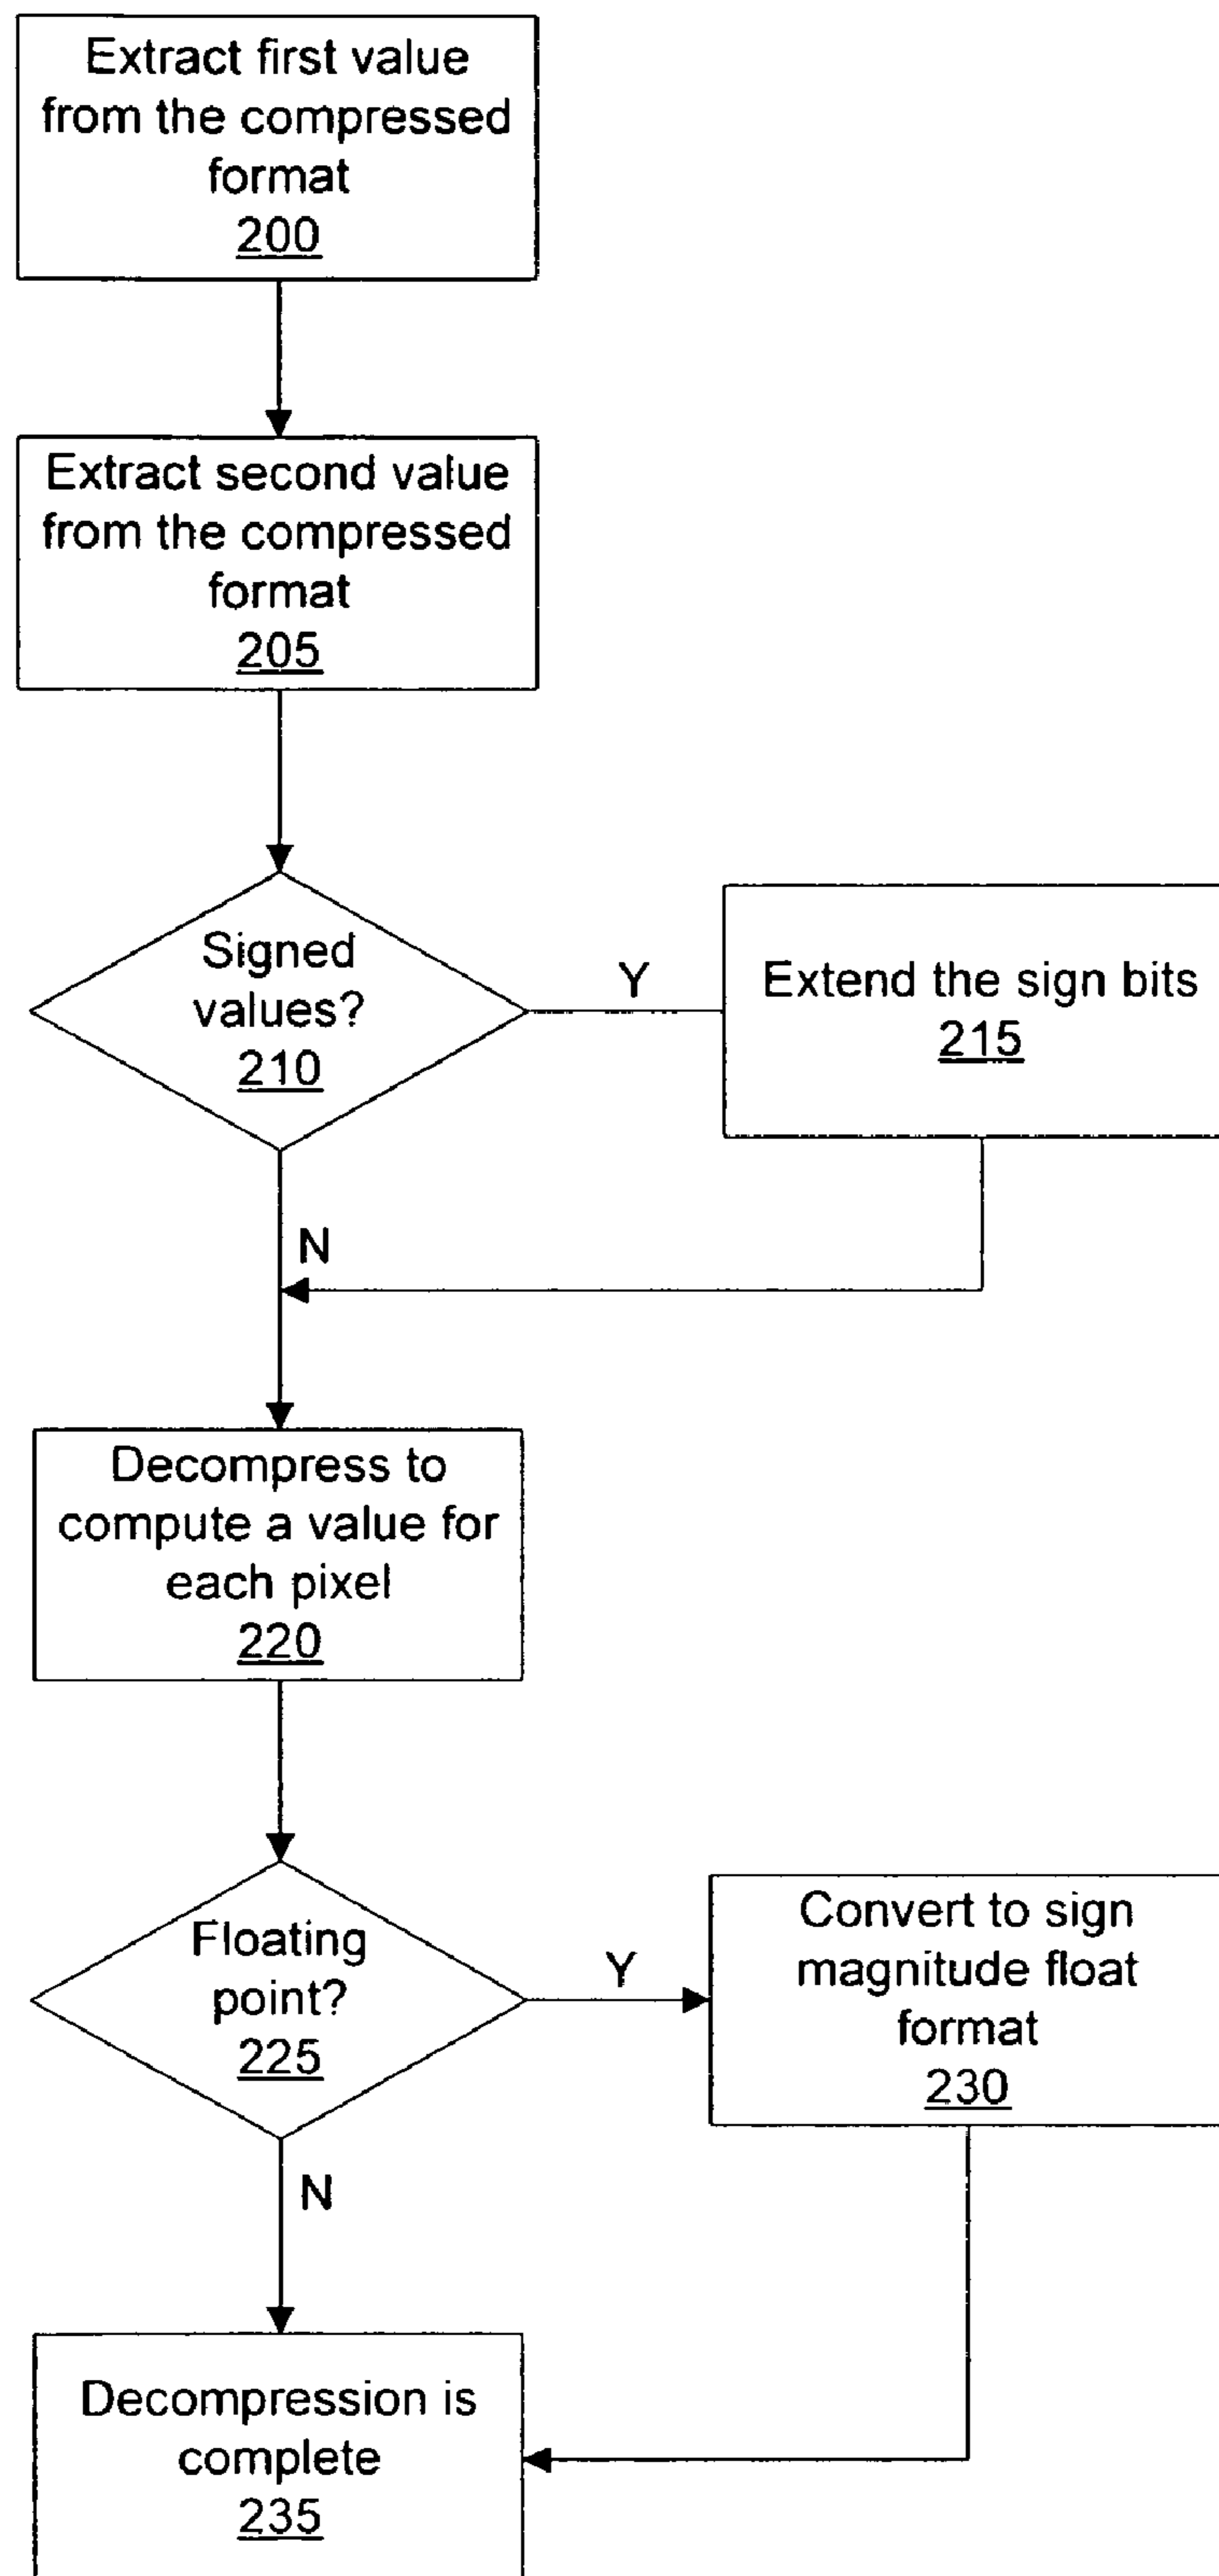 Extract first value
from the compressed
format
200
Extract second value
from the compressed
format
205
Signed
values?
210
Y
Extend the sign bits
215
N
Decompress to
compute a value for
each pixel
220
Floating
point?
225
Y
Convert to sign
magnitude float
format
230
N
Decompression is
complete
235